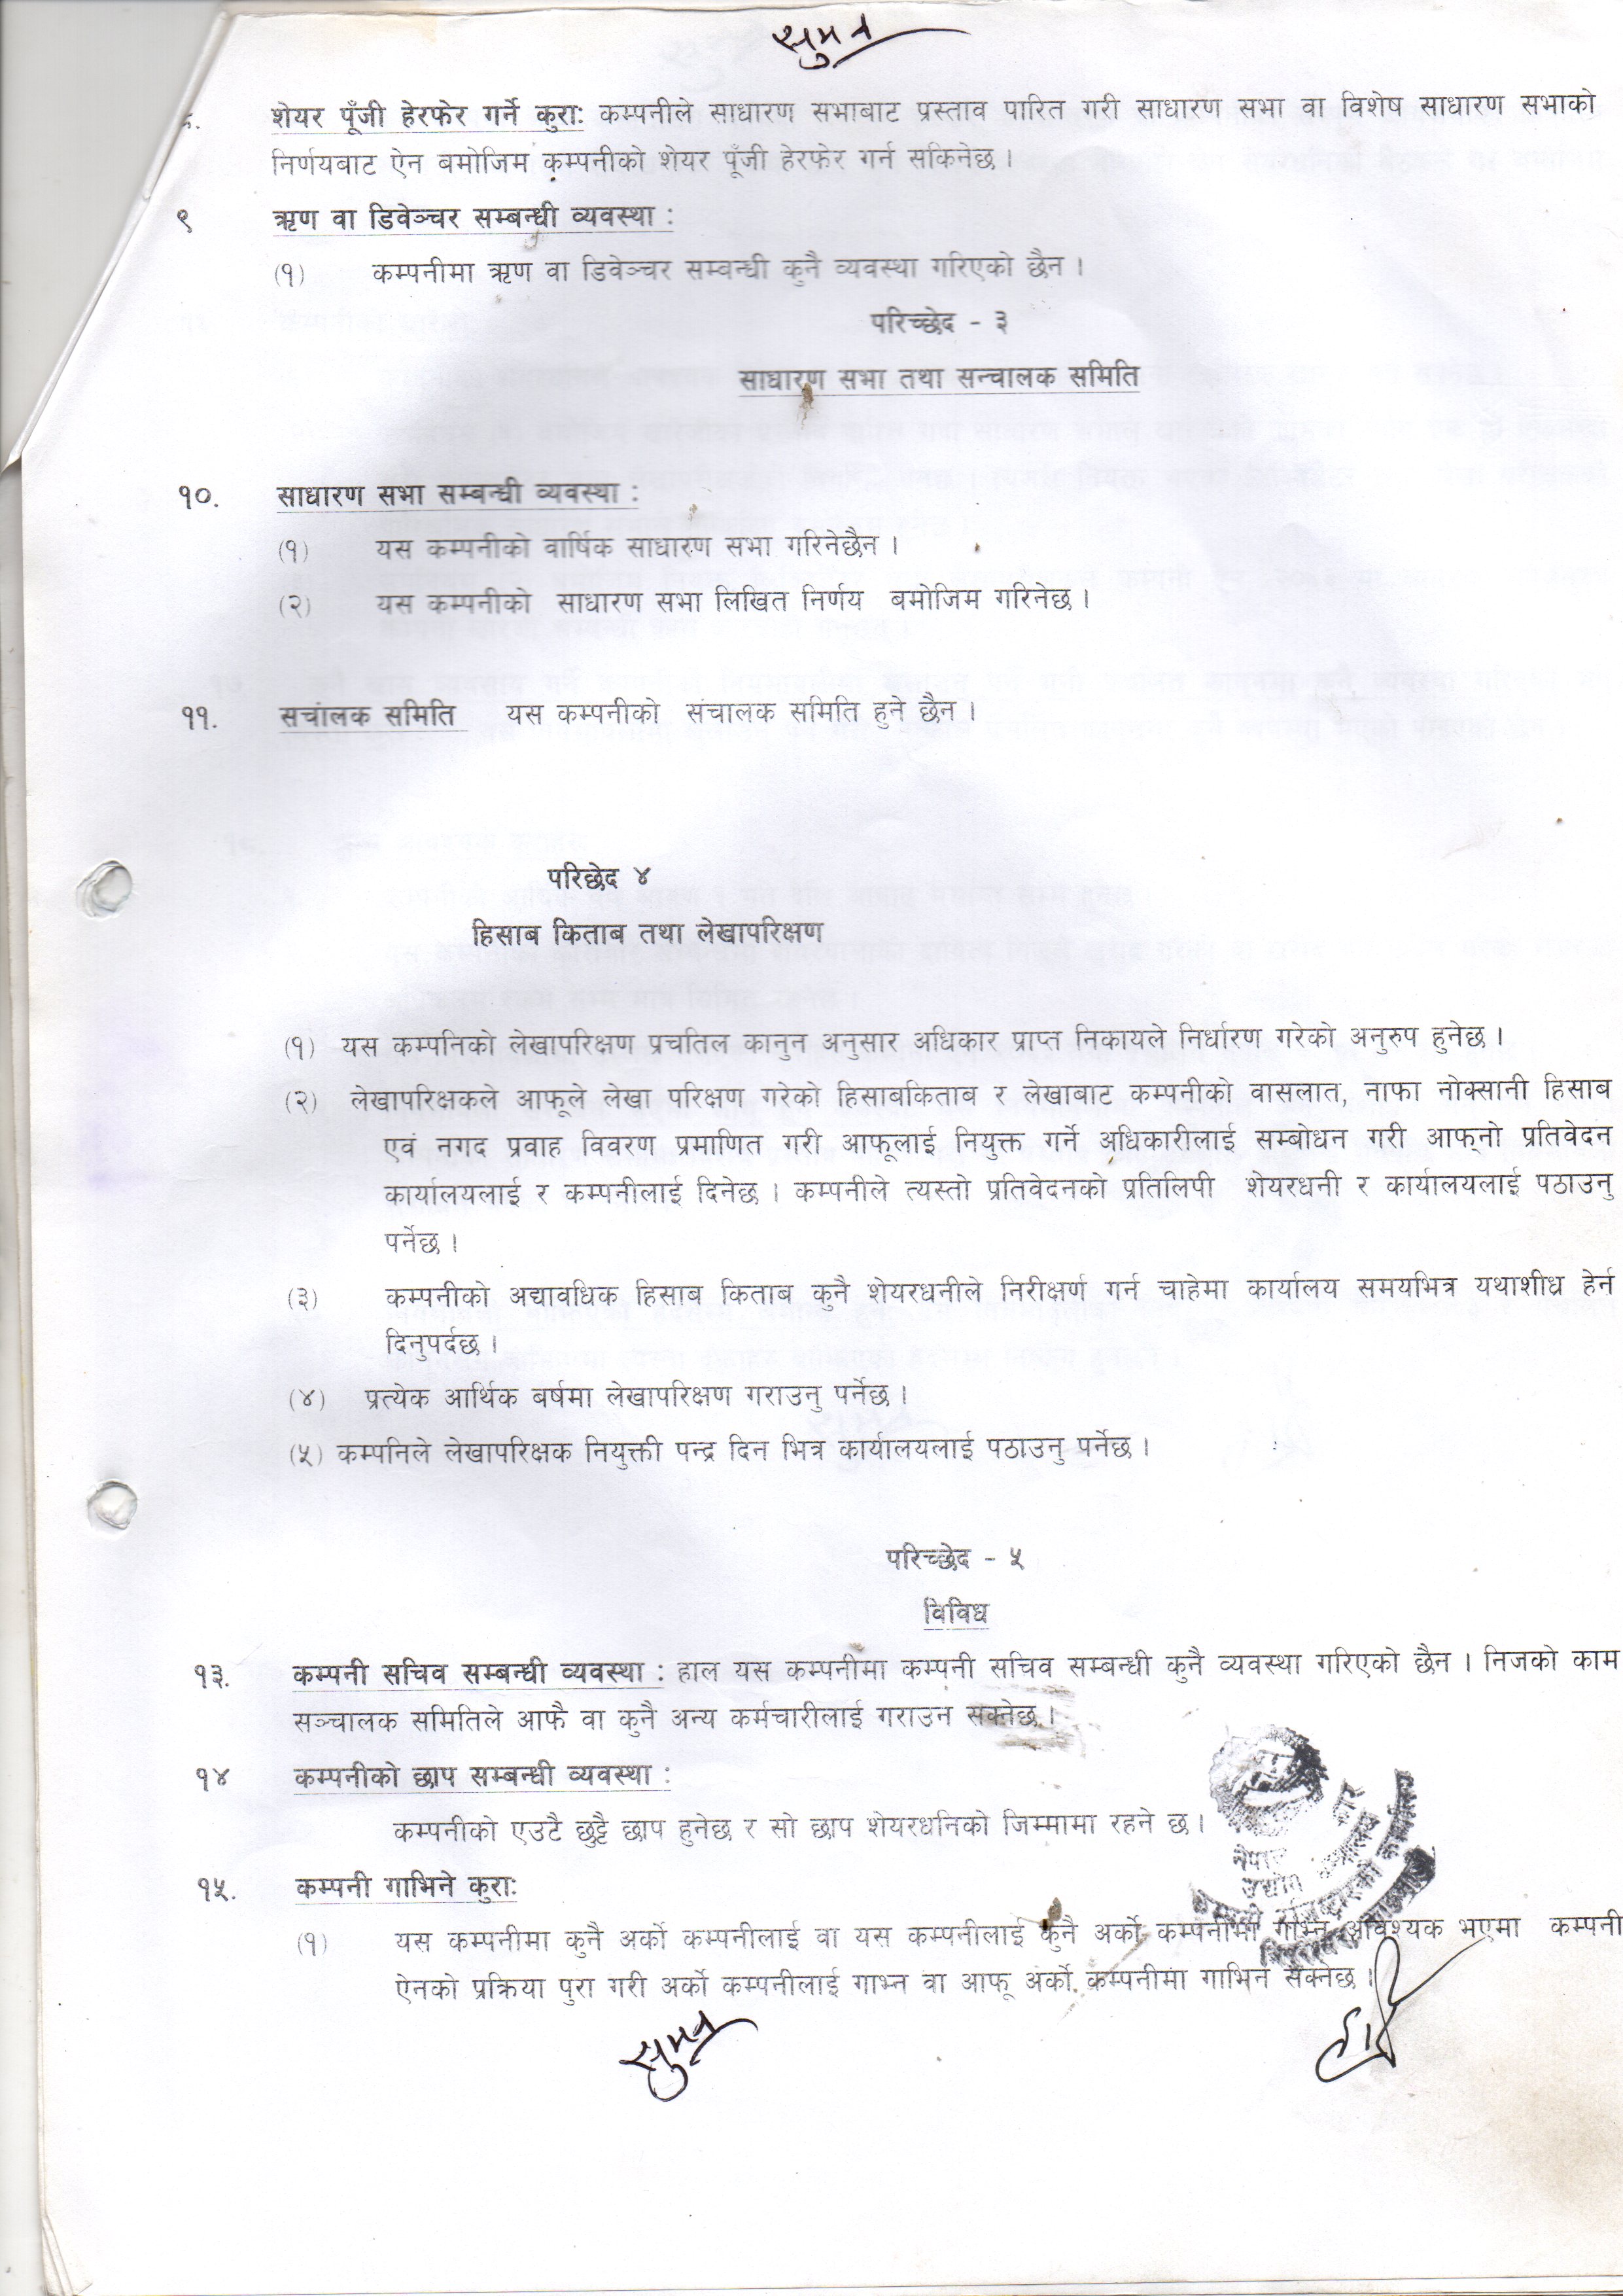 सुमन
शेयर पूँजी हेरफेर गर्ने कुराः कम्पनीले साधारण सभाबाट प्रस्ताव पारित गरी साधारण सभा वा विशेष साधारण सभाको
निर्णयबाट ऐन बमोजिम कम्पनीको शेयर पूँजी हेरफेर गर्न सकिनेछ ।
९ ऋण वा डिवेञ्चर सम्बन्धी व्यवस्था :
(१) कम्पनीमा ऋण वा डिवेञ्चर सम्बन्धी कुनै व्यवस्था गरिएको छैन ।
परिच्छेद - ३
साधारण सभा तथा सन्चालक समिति
१०. साधारण सभा सम्बन्धी व्यवस्था :
(१) यस कम्पनीको वार्षिक साधारण सभा गरिनेछैन ।
(२) यस कम्पनीको साधारण सभा लिखित निर्णय बमोजिम गरिनेछ ।
११. सचांलक समिति यस कम्पनीको संचालक समिति हुने छैन ।
परिछेद ४
हिसाब किताब तथा लेखापरिक्षण
(१) यस कम्पनिको लेखापरिक्षण प्रचतिल कानुन अनुसार अधिकार प्राप्त निकायले निर्धारण गरेको अनुरुप हुनेछ ।
(२) लेखापरिक्षकले आफूले लेखा परिक्षण गरेको हिसाबकिताब र लेखाबाट कम्पनीको वासलात, नाफा नोक्सानी हिसाब
एवं नगद प्रवाह विवरण प्रमाणित गरी आफूलाई नियुक्त गर्ने अधिकारीलाई सम्बोधन गरी आफ्नो प्रतिवेदन
कार्यालयलाई र कम्पनीलाई दिनेछ । कम्पनीले त्यस्तो प्रतिवेदनको प्रतिलिपी शेयरधनी र कार्यालयलाई पठाउनु
पर्नेछ ।
(३) कम्पनीको अद्यावधिक हिसाब किताब कुनै शेयरधनीले निरीक्षर्ण गर्न चाहेमा कार्यालय समयभित्र यथाशीघ्र हेर्न
दिनुपर्दछ ।
(४) प्रत्येक आर्थिक बर्षमा लेखापरिक्षण गराउनु पर्नेछ ।
(५) कम्पनिले लेखापरिक्षक नियुक्ती पन्द्र दिन भित्र कार्यालयलाई पठाउनु पर्नेछ ।
परिच्छेद - ५
विविध
१३. कम्पनी सचिव सम्बन्धी व्यवस्था : हाल यस कम्पनीमा कम्पनी सचिव सम्बन्धी कुनै व्यवस्था गरिएको छैन । निजको काम
सञ्चालक समितिले आफै वा कुनै अन्य कर्मचारीलाई गराउन सक्नेछ ।
१४ कम्पनीको छाप सम्बन्धी व्यवस्था :
कम्पनीको एउटै छुट्टै छाप हुनेछ र सो छाप शेयरधनिको जिम्मामा रहने छ ।
उद्योग
१५. कम्पनी गाभिने कुराः
(१) यस कम्पनीमा कुनै अर्को कम्पनीलाई वा यस कम्पनीलाई कुनै अर्को कम्पनीमा गाभ्न आवश्यक भएमा कम्पनी
ऐनको प्रक्रिया पुरा गरी अर्को कम्पनीलाई गाभ्न वा आफू अर्को कम्पनीमा गाभिन सक्नेछ ।
सुमन